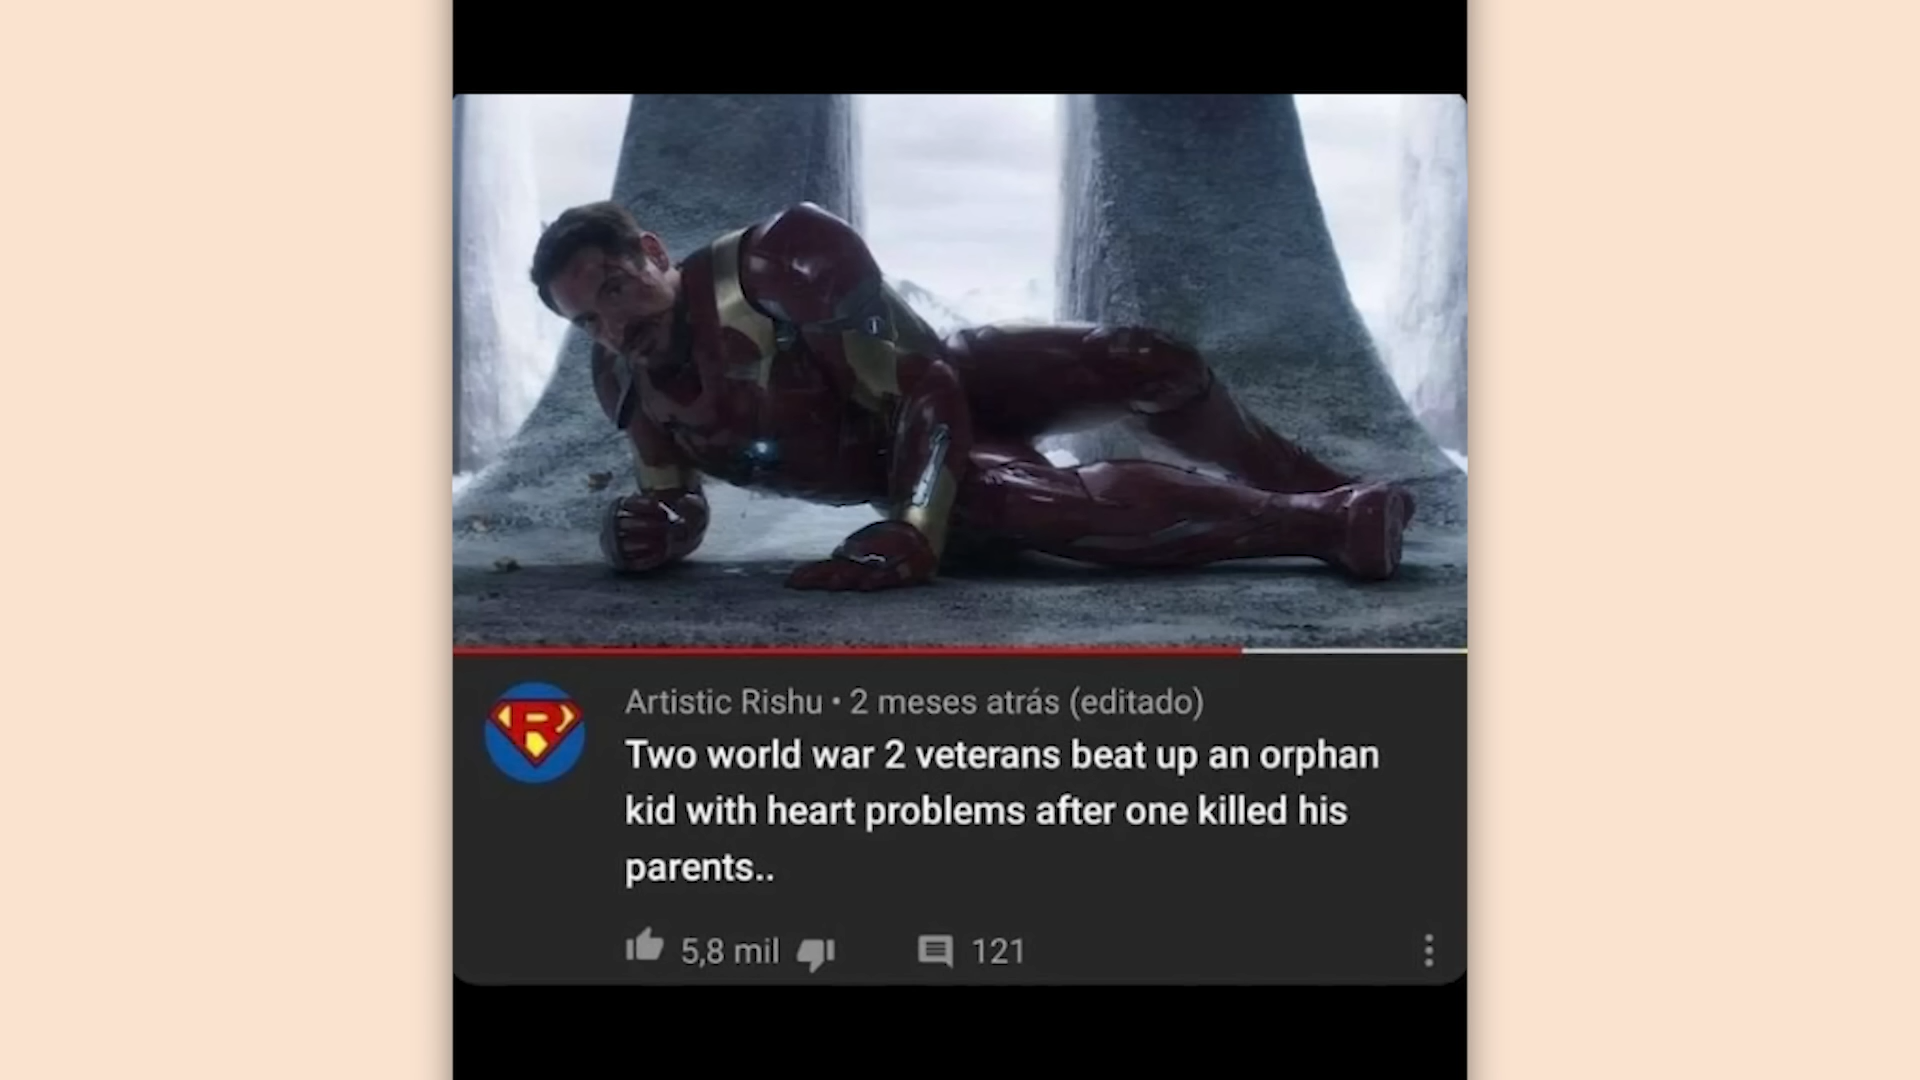 R
Artistic Rishu • 2 meses atrás (editado)
Two world war 2 veterans beat up an orphan
kid with heart problems after one killed his
parents..
5,8 mil
121